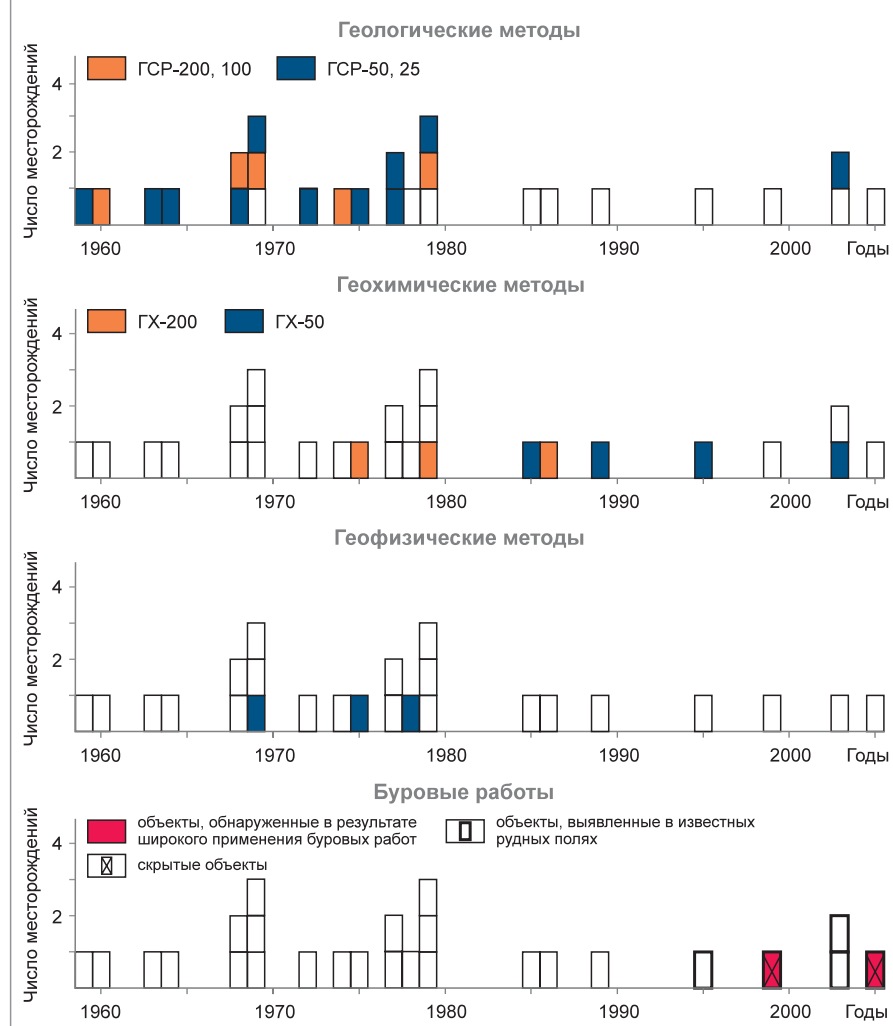 Геологические методы
Число месторождений
4
2
ГСР-200, 100
ГСР-50, 25
1960
1970
1980
1990
2000
Годы
Геохимические методы
Число месторождений
4
2
ГХ-200
ГХ-50
1960
1970
1980
1990
2000
Годы
Геофизические методы
Число месторождений
4
2
1960
1970
1980
1990
2000
Годы
Буровые работы
Число месторождений
4
2
объекты, обнаруженные в результате
широкого применения буровых работ
объекты, выявленные в известных
рудных полях
скрытые объекты
1960
1970
1980
1990
2000
Годы